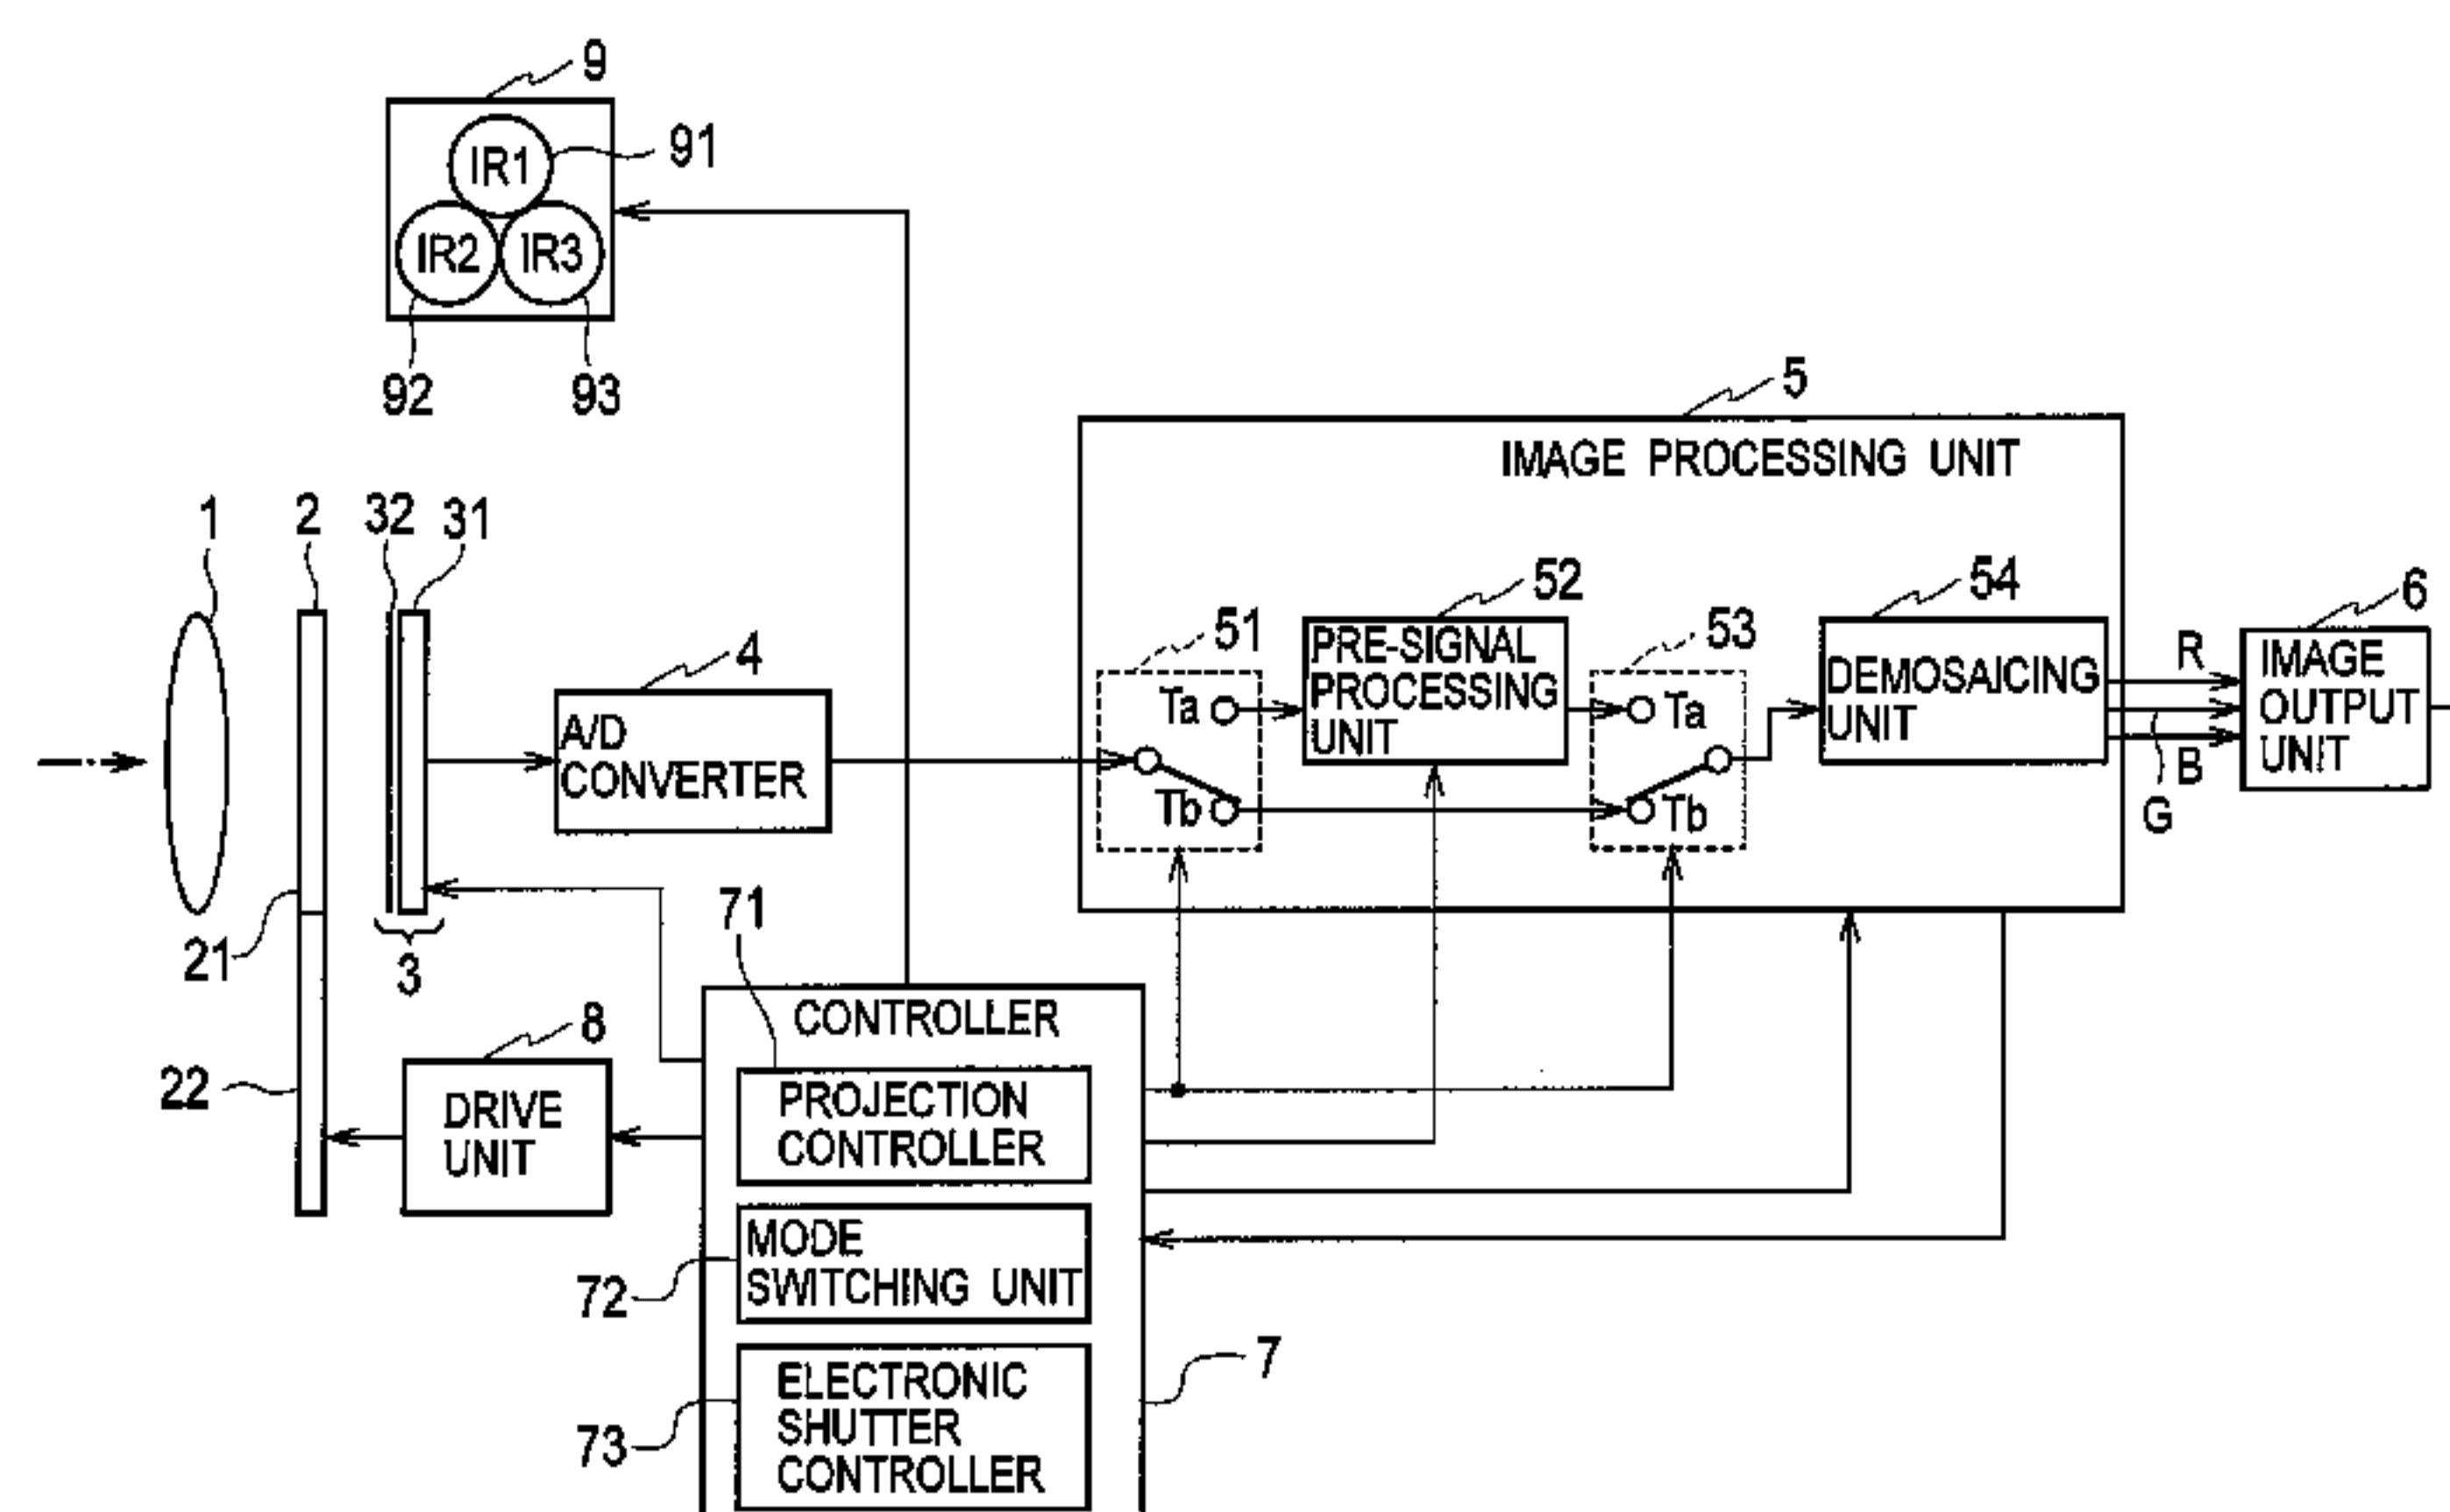 9
IR1
91
IR2
IR3
92
93
5
IMAGE PROCESSING UNIT
1
2
32
31
4
A/D
CONVERTER
51
Ta
Tb
52
PRE-SIGNAL
PROCESSING
UNIT
53
Ta
Tb
54
DEMOSAICING
UNIT
R
G
B
6
IMAGE
OUTPUT
UNIT
21
3
22
8
DRIVE
UNIT
71
CONTROLLER
PROJECTION
CONTROLLER
72
MODE
SWITCHING UNIT
73
ELECTRONIC
SHUTTER
CONTROLLER
7